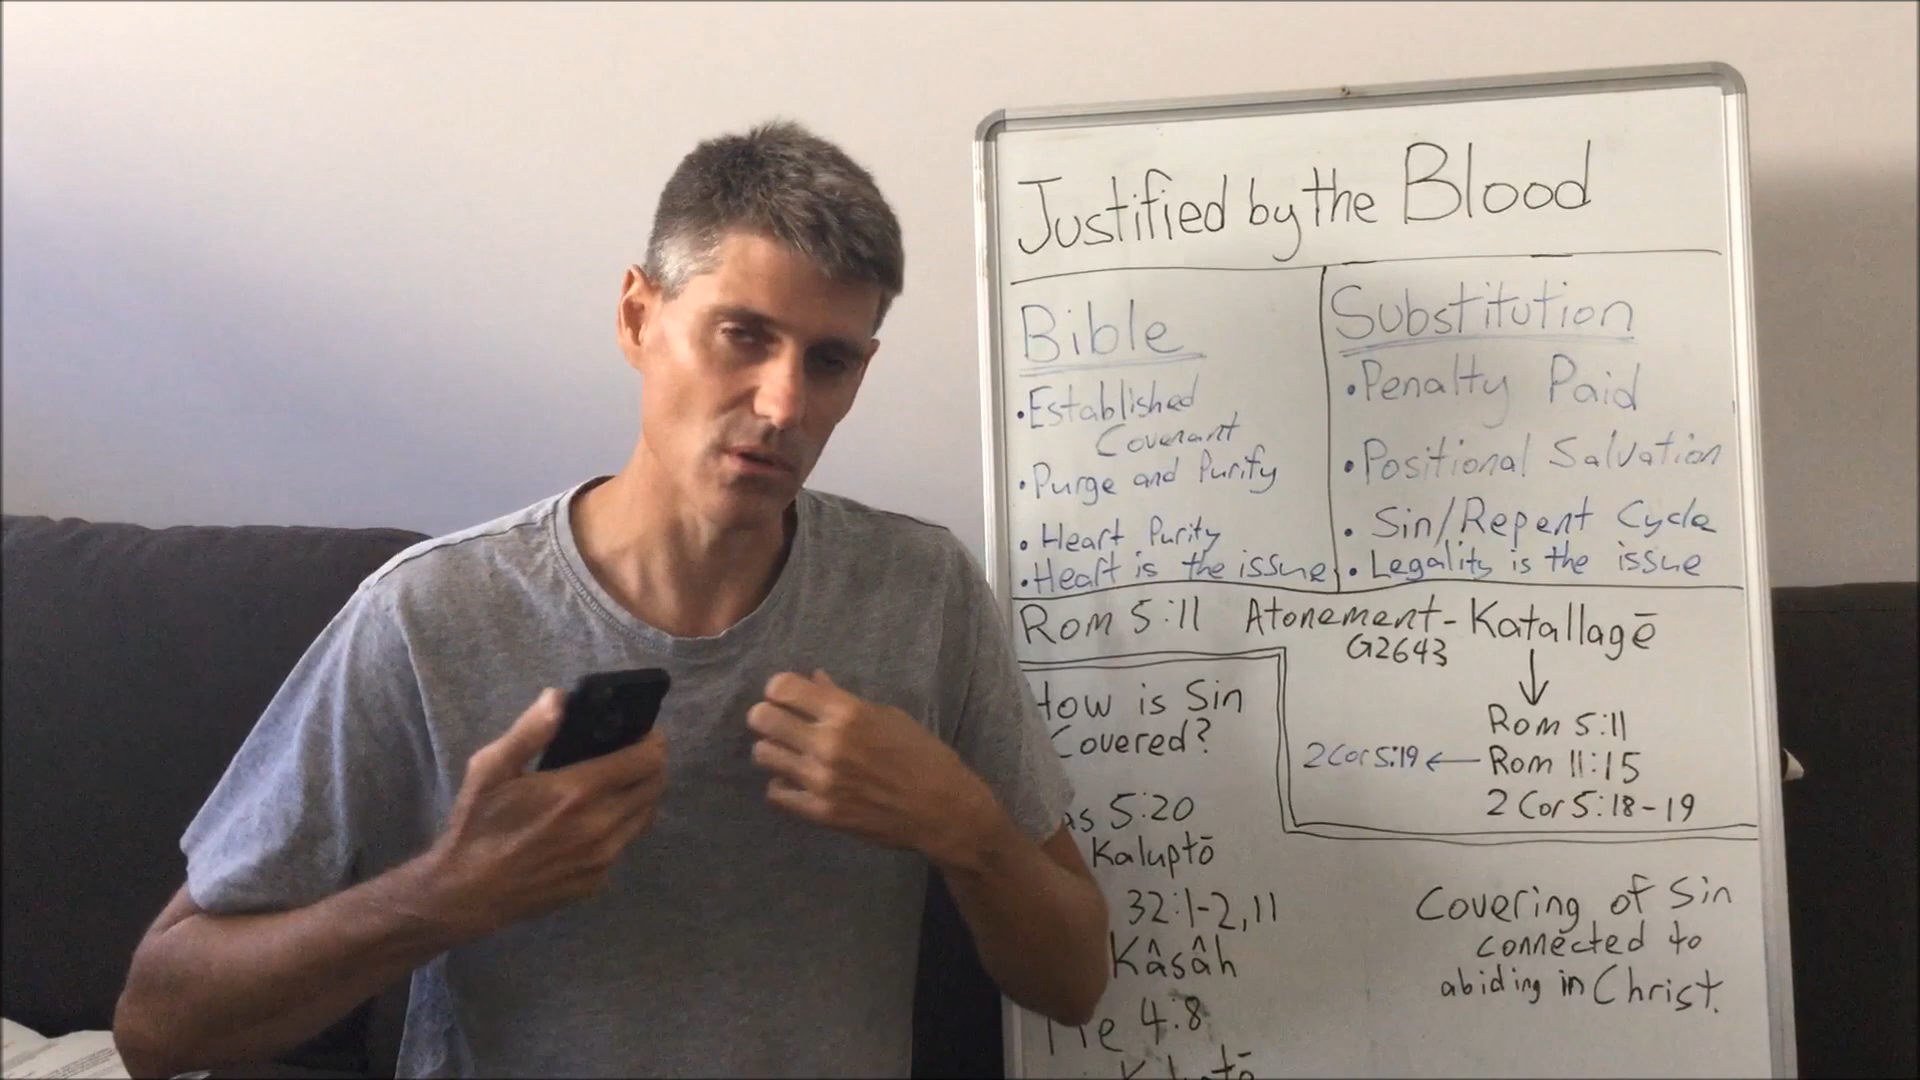 Justified by the Blood
Bible
• Established
Covenant
• Purge and Purify
• Heart Purity
• Heart is the issue
Substitution
• Penalty Paid
• Positional Salvation
• Sin/Repent Cycle
• Legality is the issue
Rom 5:11 Atonement - Katallagē
G2643
↓
Rom 5:11
2 Cor 5:19 ← Rom 11:15
2 Cor 5:18-19
How is Sin
Covered?
as 5:20
Kaluptō
32:1-2, 11
Kâsâh
4:8
Covering of Sin
connected to
abiding in Christ.